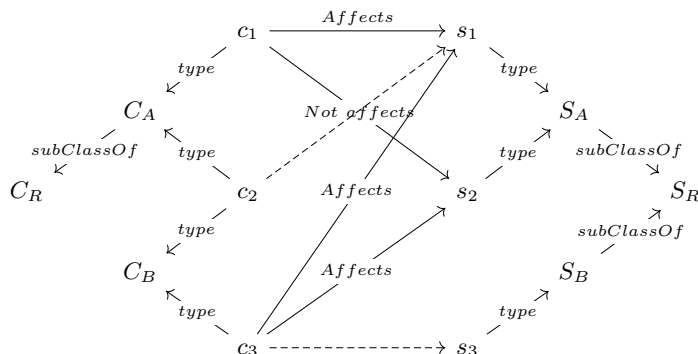 Affects
c1 s1
type type
C_A Not affects S_A
subClassOf type type subClassOf
C_R c2 Affects s2 S_R
type subClassOf
C_B Affects S_B
type type
c3 s3